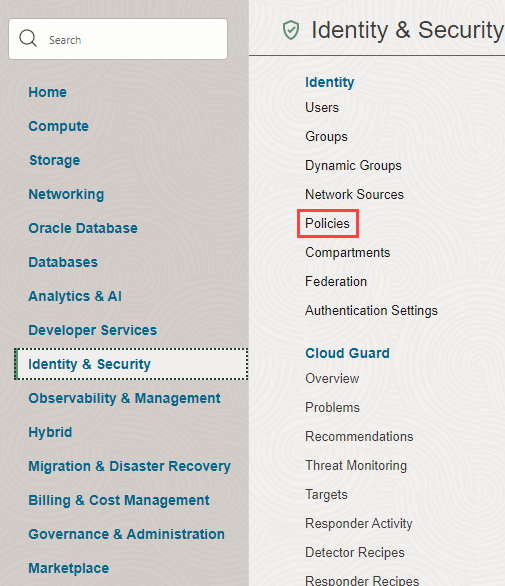 Search
Home
Compute
Storage
Networking
Oracle Database
Databases
Analytics & AI
Developer Services
Identity & Security
Observability & Management
Hybrid
Migration & Disaster Recovery
Billing & Cost Management
Governance & Administration
Marketplace
Identity & Security
Identity
Users
Groups
Dynamic Groups
Network Sources
Policies
Compartments
Federation
Authentication Settings
Cloud Guard
Overview
Problems
Recommendations
Threat Monitoring
Targets
Responder Activity
Detector Recipes
Responder Recipes